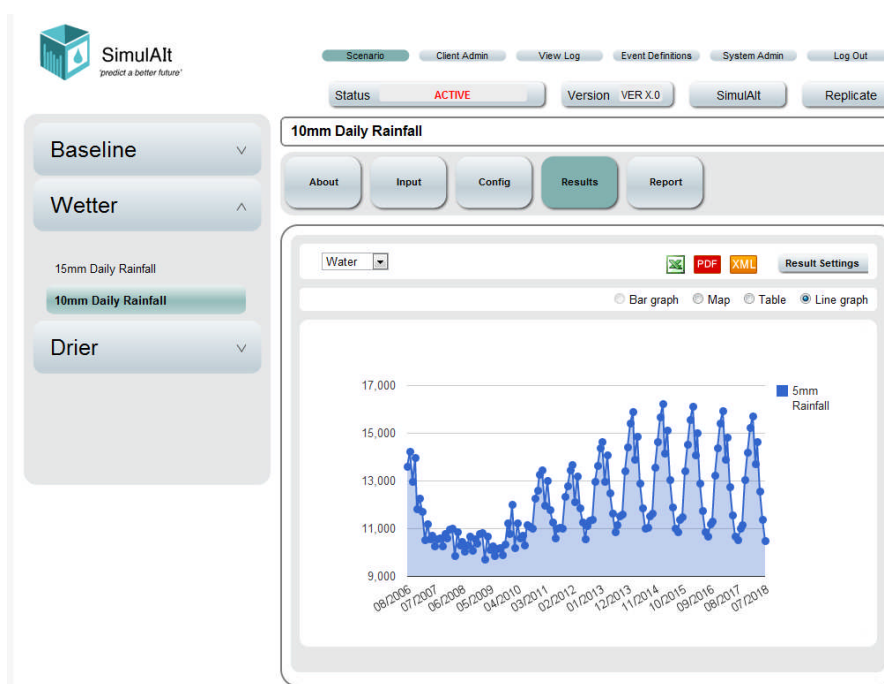 SimulAIt
'predict a better future'
Scenario Client Admin View Log Event Definitions System Admin Log Out
Status ACTIVE Version VER X.0 SimulAIt Replicate
Baseline
Wetter
15mm Daily Rainfall
10mm Daily Rainfall
Drier
10mm Daily Rainfall
About Input Config Results Report
Water PDF XML Result Settings
Bar graph Map Table Line graph
17,000
15,000
13,000
11,000
9,000
5mm
Rainfall
08/2006 07/2007 06/2008 05/2009 04/2010 03/2011 02/2012 01/2013 12/2013 11/2014 10/2015 09/2016 08/2017 07/2018